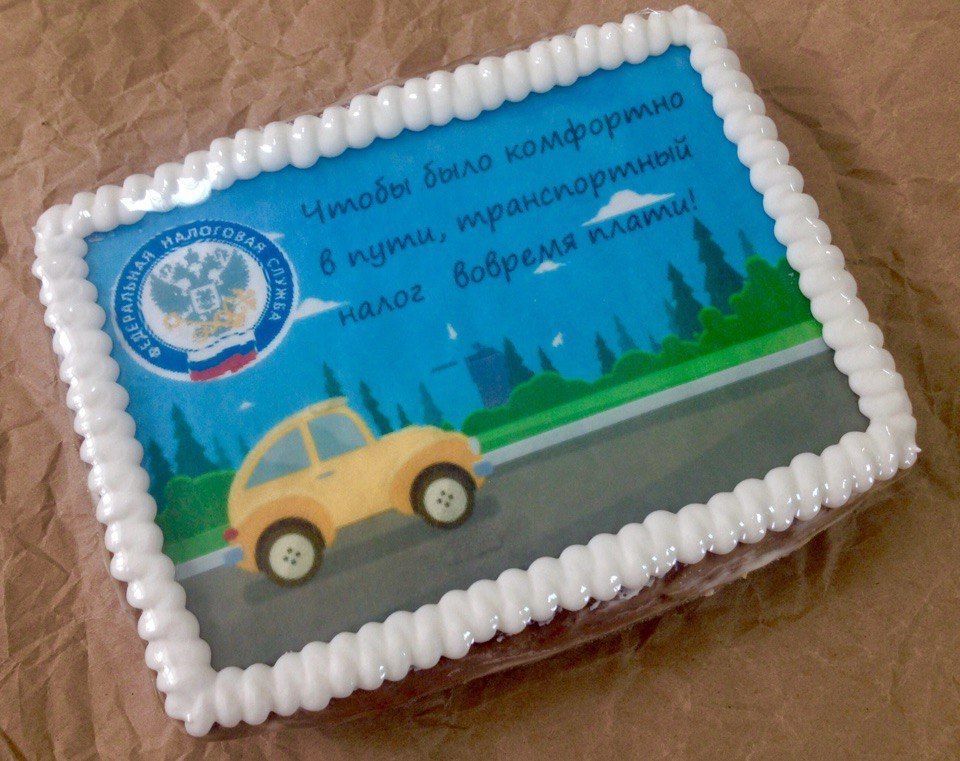 Чтобы было комфортно
в пути, транспортный
налог вовремя плати!
ФЕДЕРАЛЬНАЯ НАЛОГОВАЯ СЛУЖБА